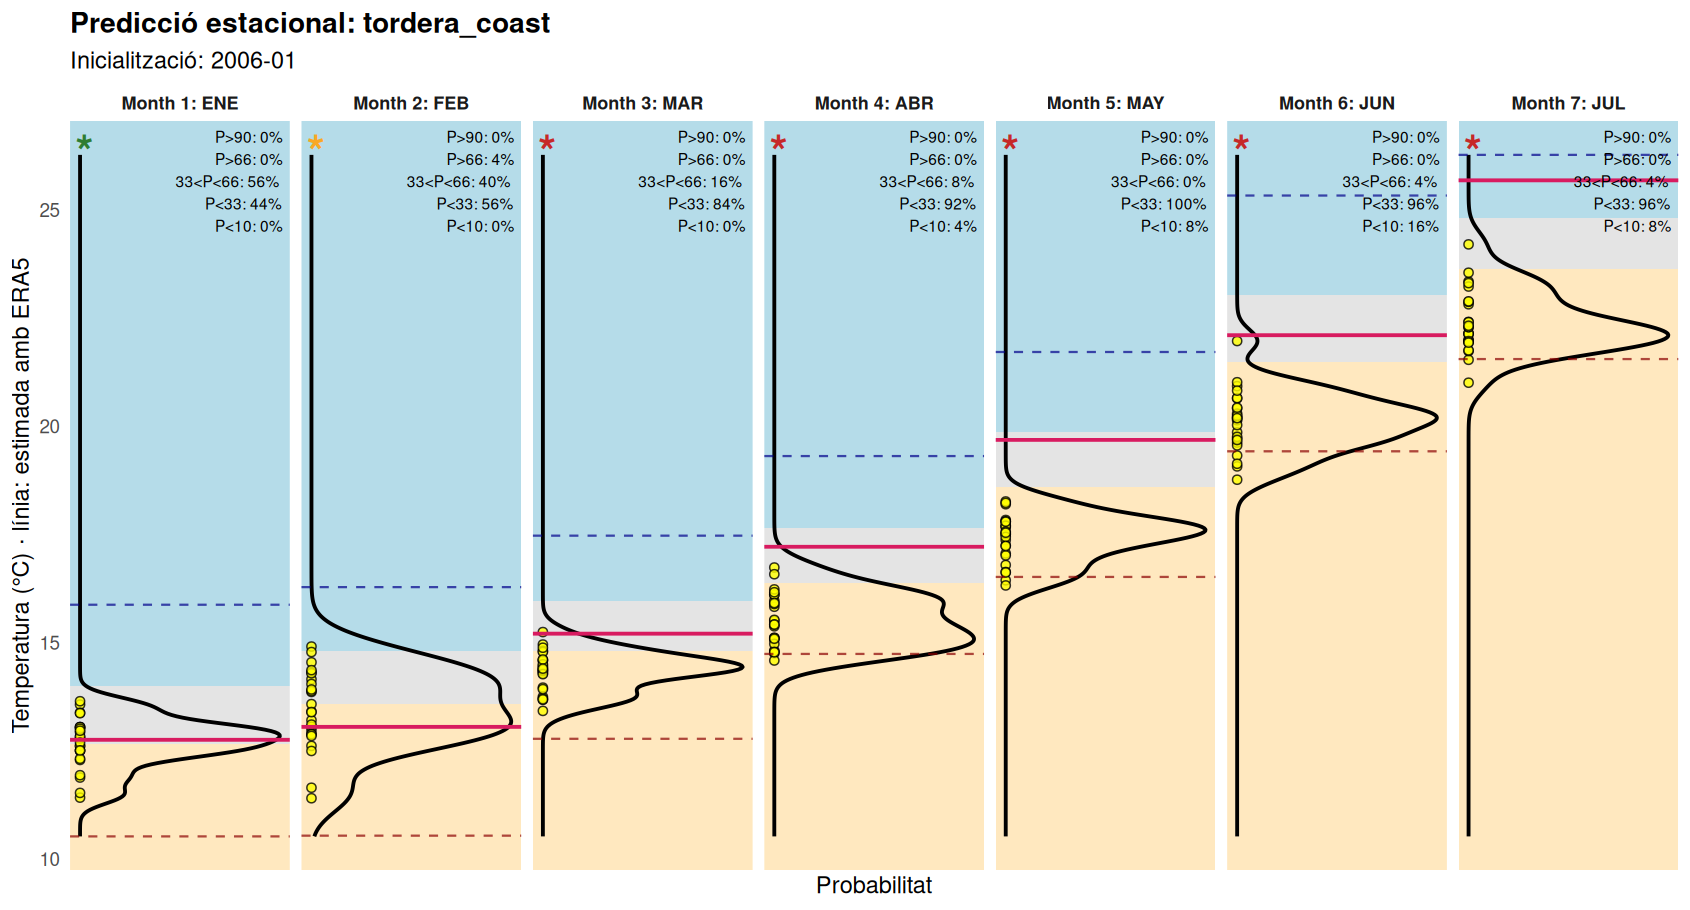 Predicció estacional: tordera_coast
Inicialització: 2006-01
Month 1: ENE
Month 2: FEB
Month 3: MAR
Month 4: ABR
Month 5: MAY
Month 6: JUN
Month 7: JUL
P>90: 0%
P>66: 0%
33<P<66: 56%
P<33: 44%
P<10: 0%
P>90: 0%
P>66: 4%
33<P<66: 40%
P<33: 56%
P<10: 0%
P>90: 0%
P>66: 0%
33<P<66: 16%
P<33: 84%
P<10: 0%
P>90: 0%
P>66: 0%
33<P<66: 8%
P<33: 92%
P<10: 4%
P>90: 0%
P>66: 0%
33<P<66: 0%
P<33: 100%
P<10: 8%
P>90: 0%
P>66: 0%
33<P<66: 4%
P<33: 96%
P<10: 16%
P>90: 0%
P>66: 0%
33<P<66: 4%
P<33: 96%
P<10: 8%
25
20
15
10
Temperatura (°C) · línia: estimada amb ERA5
Probabilitat